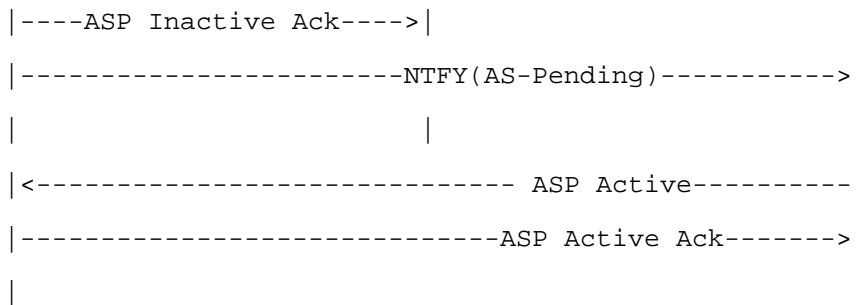 |----ASP Inactive Ack---->|
|------------------------NTFY(AS-Pending)----------->
|                         |
|<------------------------------ ASP Active----------
|------------------------------ASP Active Ack------->
|